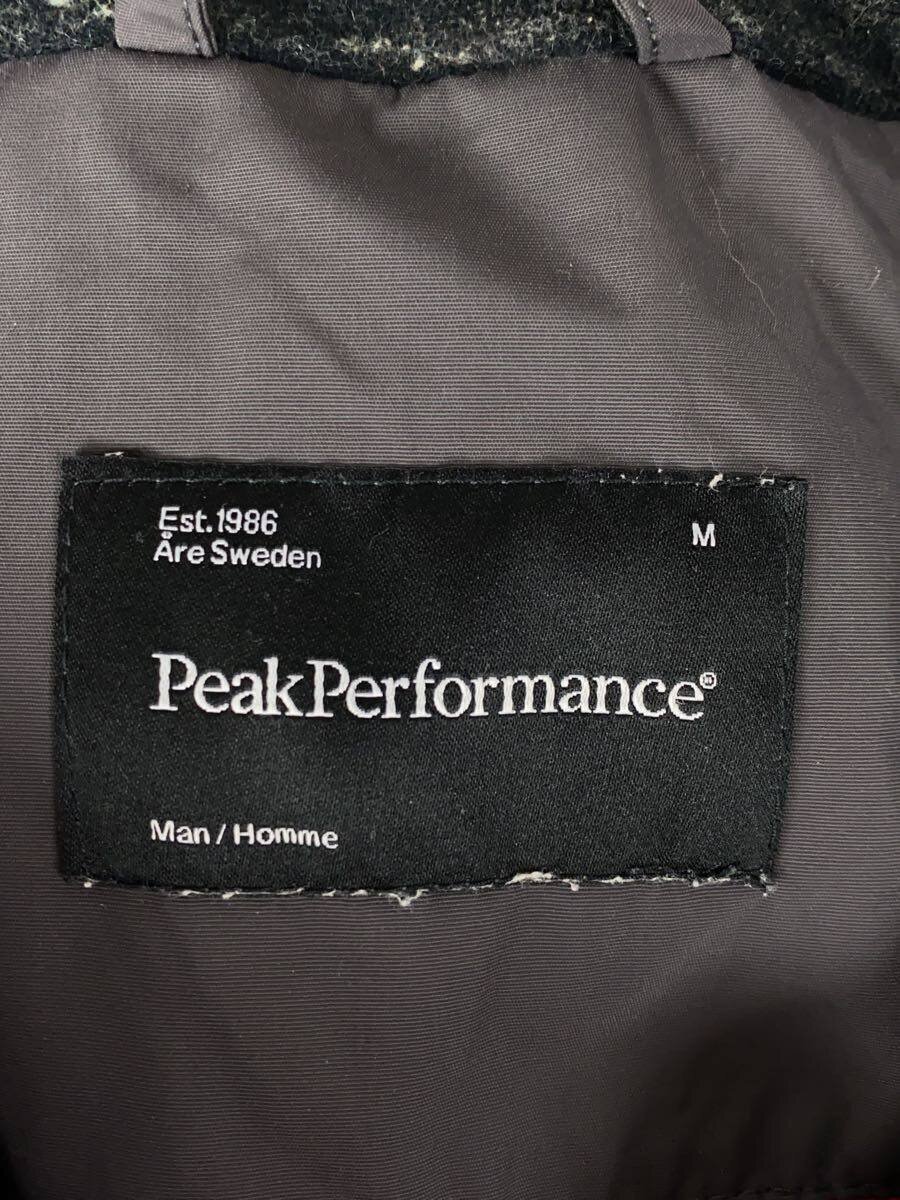 Est.1986
Åre Sweden
M
PeakPerformance®
Man / Homme